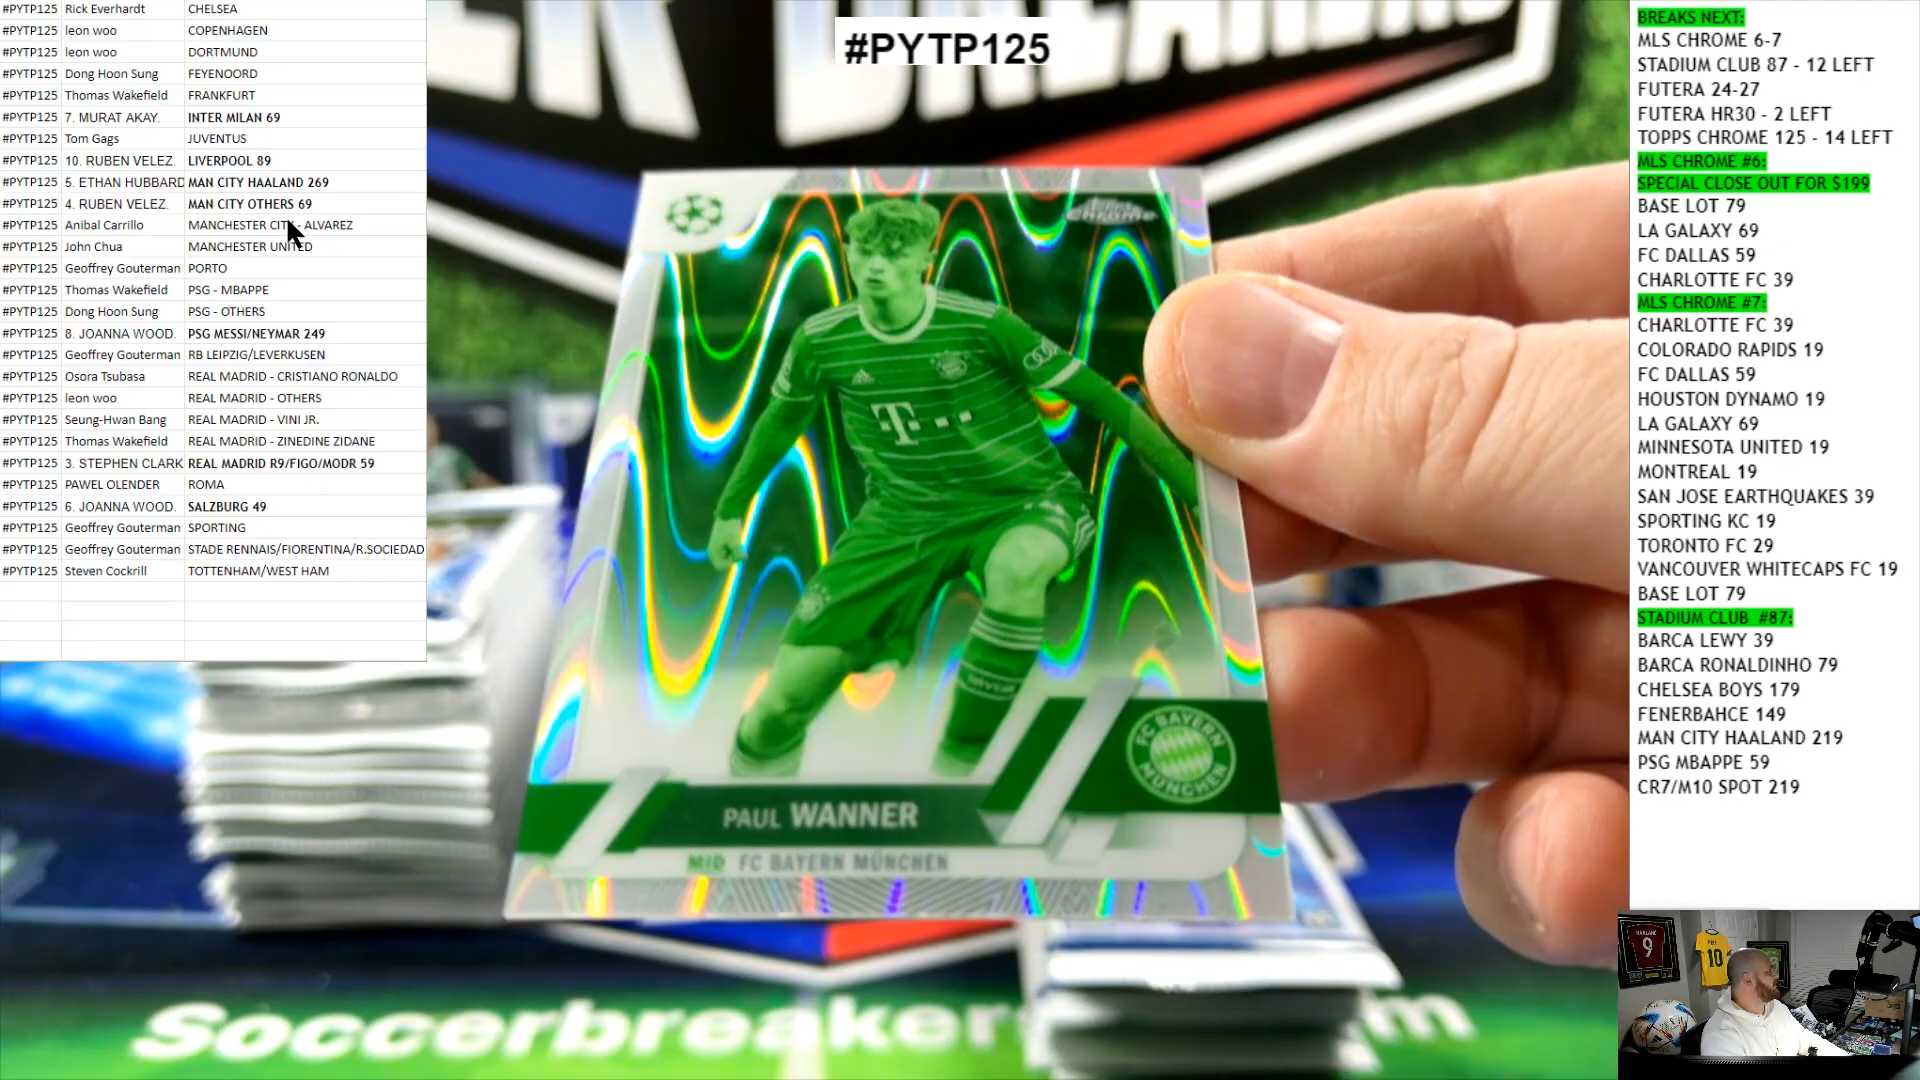 #PYTP125 Rick Everhardt CHELSEA
#PYTP125 leon woo COPENHAGEN
#PYTP125 leon woo DORTMUND
#PYTP125 Dong Hoon Sung FEYENOORD
#PYTP125 Thomas Wakefield FRANKFURT
#PYTP125 7. MURAT AKAY. INTER MILAN 69
#PYTP125 Tom Gags JUVENTUS
#PYTP125 10. RUBEN VELEZ. LIVERPOOL 89
#PYTP125 5. ETHAN HUBBARD MAN CITY HAALAND 269
#PYTP125 4. RUBEN VELEZ. MAN CITY OTHERS 69
#PYTP125 Anibal Carrillo MANCHESTER CITY - ALVAREZ
#PYTP125 John Chua MANCHESTER UNITED
#PYTP125 Geoffrey Gouterman PORTO
#PYTP125 Thomas Wakefield PSG - MBAPPE
#PYTP125 Dong Hoon Sung PSG - OTHERS
#PYTP125 8. JOANNA WOOD. PSG MESSI/NEYMAR 249
#PYTP125 Geoffrey Gouterman RB LEIPZIG/LEVERKUSEN
#PYTP125 Osora Tsubasa REAL MADRID - CRISTIANO RONALDO
#PYTP125 leon woo REAL MADRID - OTHERS
#PYTP125 Seung-Hwan Bang REAL MADRID - VINI JR.
#PYTP125 Thomas Wakefield REAL MADRID - ZINEDINE ZIDANE
#PYTP125 3. STEPHEN CLARK REAL MADRID R9/FIGO/MODR 59
#PYTP125 PAWEL OLENDER ROMA
#PYTP125 6. JOANNA WOOD. SALZBURG 49
#PYTP125 Geoffrey Gouterman SPORTING
#PYTP125 Geoffrey Gouterman STADE RENNAIS/FIORENTINA/R.SOCIEDAD
#PYTP125 Steven Cockrill TOTTENHAM/WEST HAM
#PYTP125
Topps Chrome
T
FC BAYERN MÜNCHEN
PAUL WANNER
MID FC BAYERN MÜNCHEN
Soccerbreaker
m
BREAKS NEXT:
MLS CHROME 6-7
STADIUM CLUB 87 - 12 LEFT
FUTERA 24-27
FUTERA HR30 - 2 LEFT
TOPPS CHROME 125 - 14 LEFT
MLS CHROME #6:
SPECIAL CLOSE OUT FOR $199
BASE LOT 79
LA GALAXY 69
FC DALLAS 59
CHARLOTTE FC 39
MLS CHROME #7:
CHARLOTTE FC 39
COLORADO RAPIDS 19
FC DALLAS 59
HOUSTON DYNAMO 19
LA GALAXY 69
MINNESOTA UNITED 19
MONTREAL 19
SAN JOSE EARTHQUAKES 39
SPORTING KC 19
TORONTO FC 29
VANCOUVER WHITECAPS FC 19
BASE LOT 79
STADIUM CLUB #87:
BARCA LEWY 39
BARCA RONALDINHO 79
CHELSEA BOYS 179
FENERBAHCE 149
MAN CITY HAALAND 219
PSG MBAPPE 59
CR7/M10 SPOT 219
HAALAND
9
10